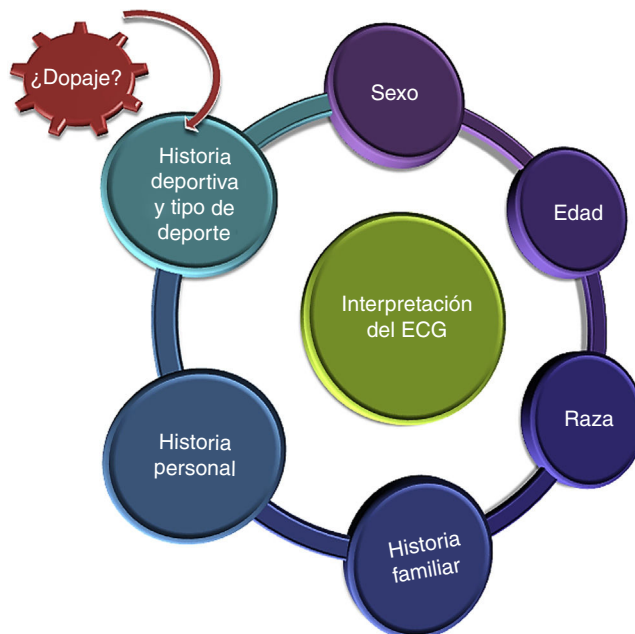 ¿Dopaje?
Sexo
Historia
deportiva
y tipo de
deporte
Edad
Interpretación
del ECG
Raza
Historia
personal
Historia
familiar